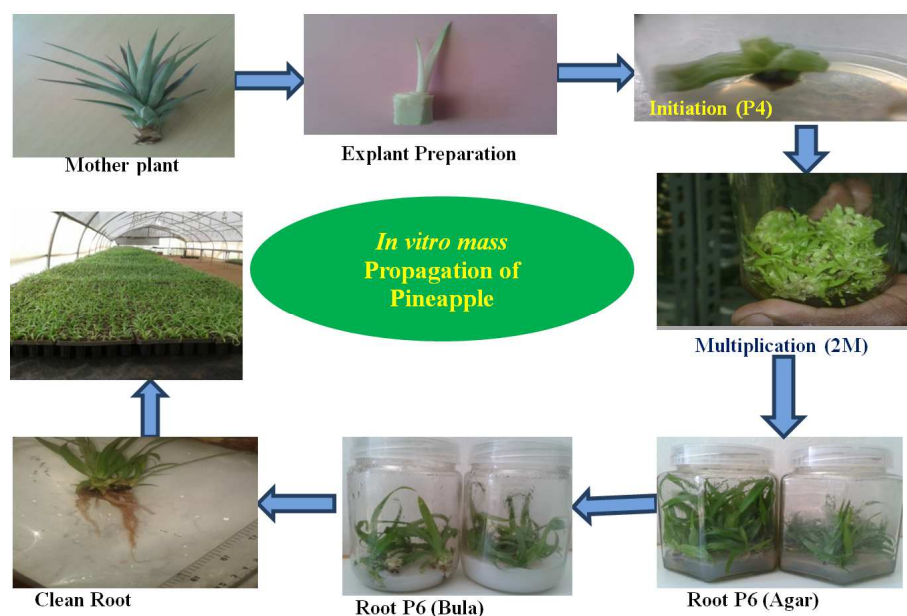 Mother plant
Explant Preparation
Initiation (P4)
In vitro mass
Propagation of
Pineapple
Multiplication (2M)
Clean Root
Root P6 (Bula)
Root P6 (Agar)